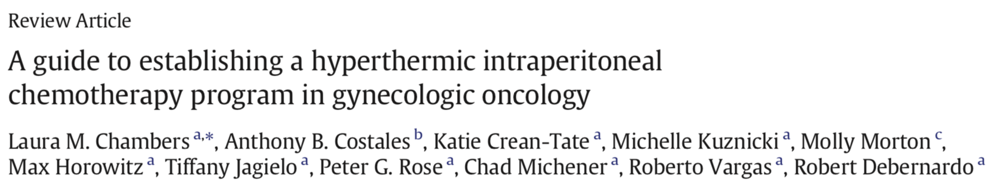 Review Article
A guide to establishing a hyperthermic intraperitoneal
chemotherapy program in gynecologic oncology
Laura M. Chambers a,*, Anthony B. Costales b, Katie Crean-Tate a, Michelle Kuznicki a, Molly Morton c,
Max Horowitz a, Tiffany Jagielo a, Peter G. Rose a, Chad Michener a, Roberto Vargas a, Robert Debernardo a